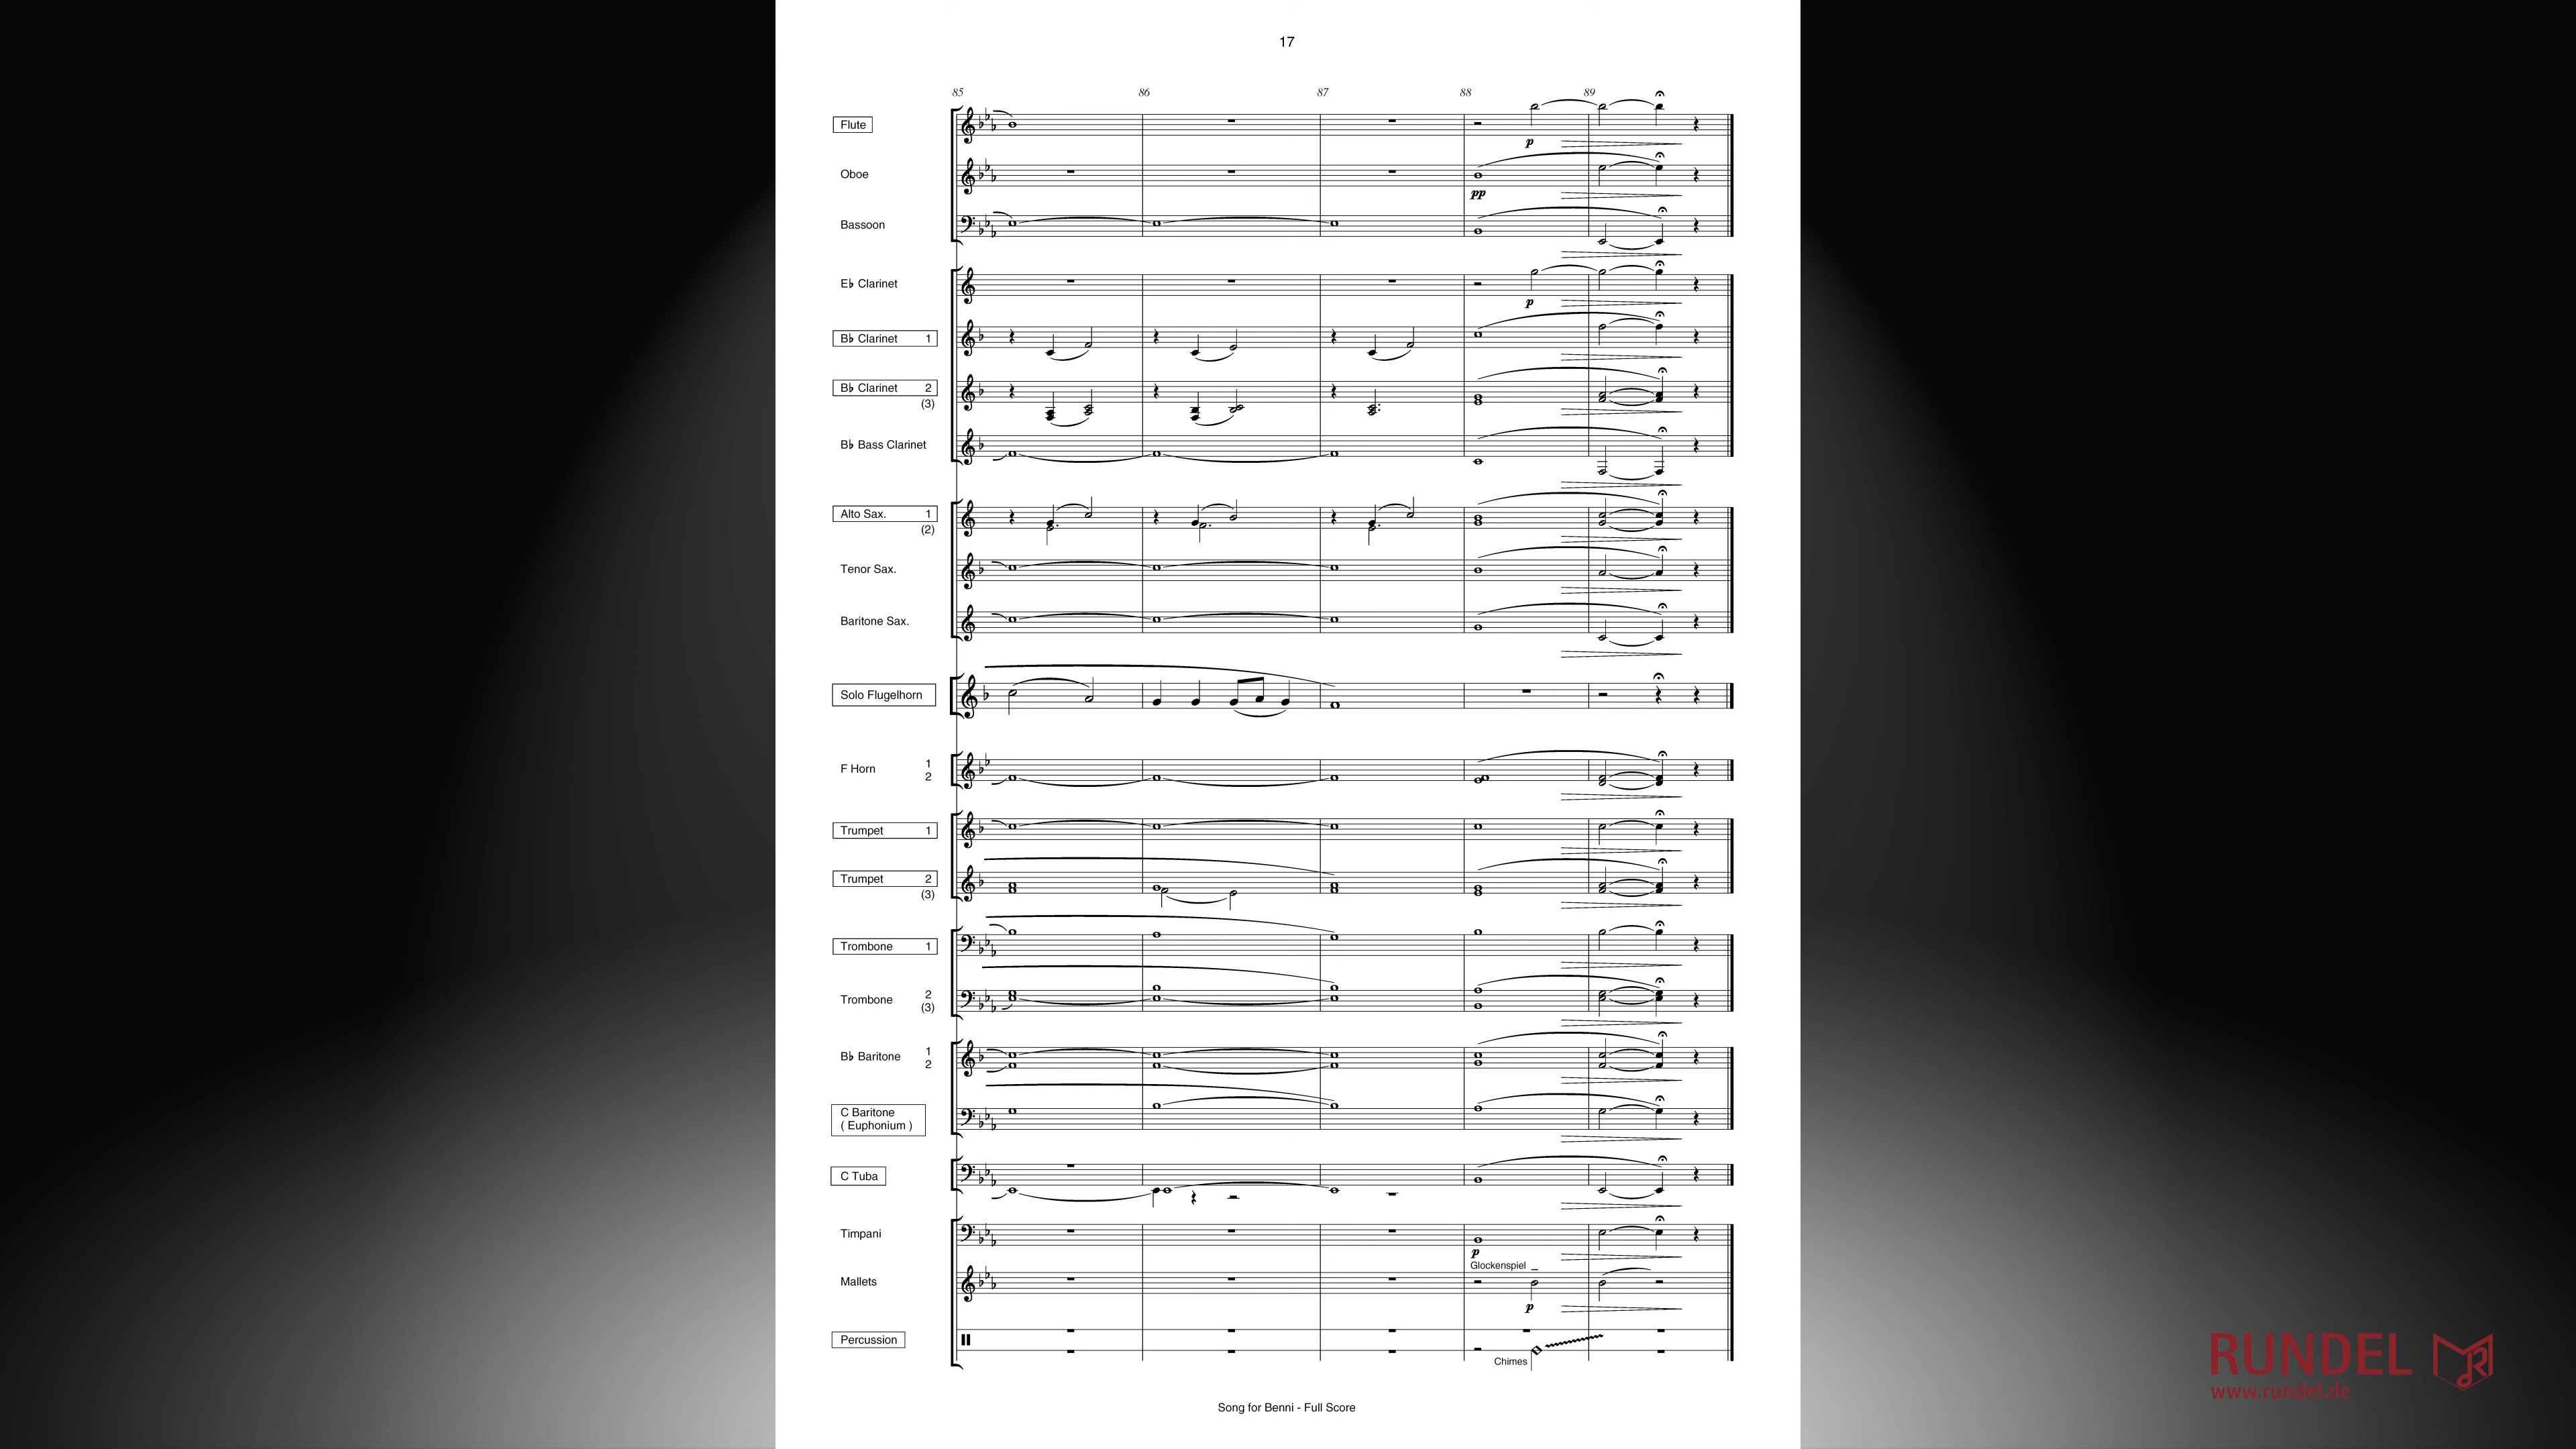 17
85 86 87 88 89
Flute
p
Oboe
pp
Bassoon
E♭ Clarinet
p
B♭ Clarinet 1
B♭ Clarinet 2
(3)
B♭ Bass Clarinet
Alto Sax. 1
(2)
Tenor Sax.
Baritone Sax.
Solo Flugelhorn
F Horn 1
2
Trumpet 1
Trumpet 2
(3)
Trombone 1
Trombone 2
(3)
B♭ Baritone 1
2
C Baritone
( Euphonium )
C Tuba
Timpani
p
Glockenspiel
Mallets
p
Percussion
Chimes
Song for Benni - Full Score
RUNDEL
www.rundel.de